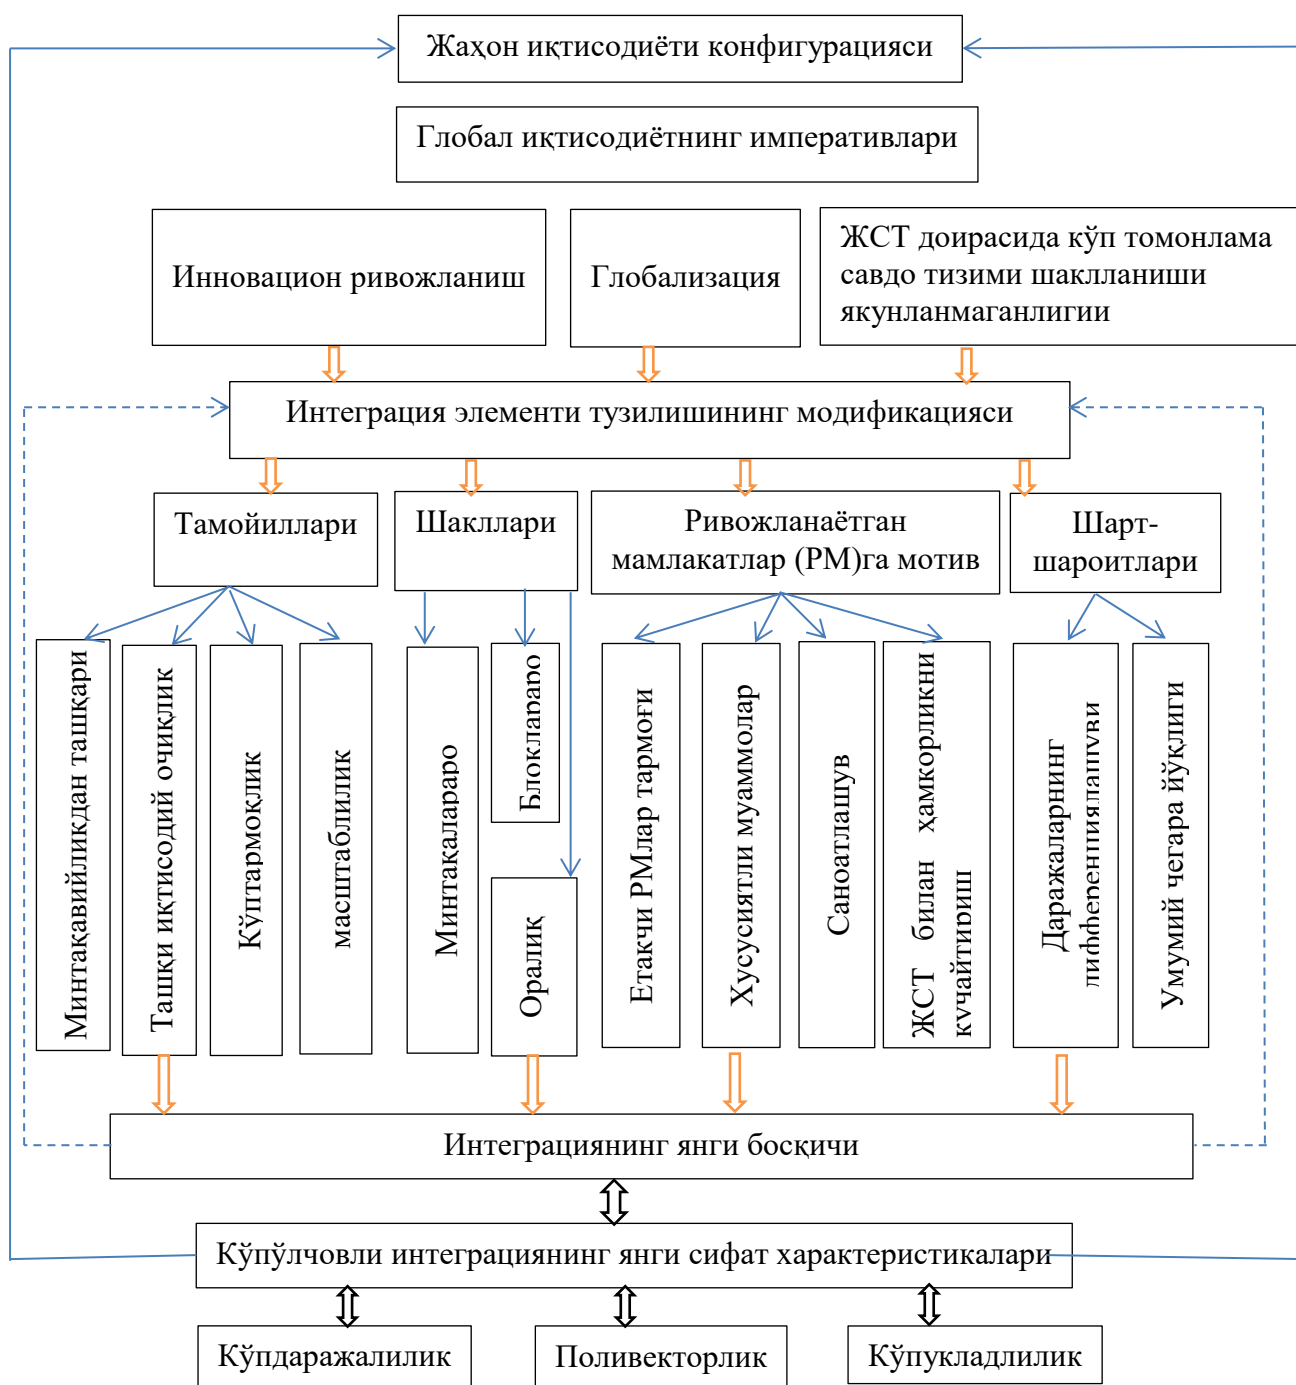 Жаҳон иқтисодиёти конфигурацияси
Глобал иқтисодиётнинг императивлари
Инновацион ривожланиш
Глобализация
ЖСТ доирасида кўп томонлама
савдо тизими шаклланиши
якунланмаганлигии
Интеграция элементи тузилишининг модификацияси
Тамойиллари
Шакллари
Ривожланаётган
мамлакатлар (РМ)га мотив
Шарт-
шароитлари
Минтақавийликдан ташқари
Ташқи иқтисодий очиқлик
Кўптармоқлик
масштаблилик
Минтақалараро
Блоклараро
Оралиқ
Етакчи РМлар тармоғи
Хусусиятли муаммолар
Саноатлашув
ЖСТ билан ҳамкорликни
кучайтириш
Даражаларнинг
дифференциялашуви
Умумий чегара йўқлиги
Интеграциянинг янги босқичи
Кўпўлчовли интеграциянинг янги сифат характеристикалари
Кўпдаражалилик
Поливекторлик
Кўпукладлилик